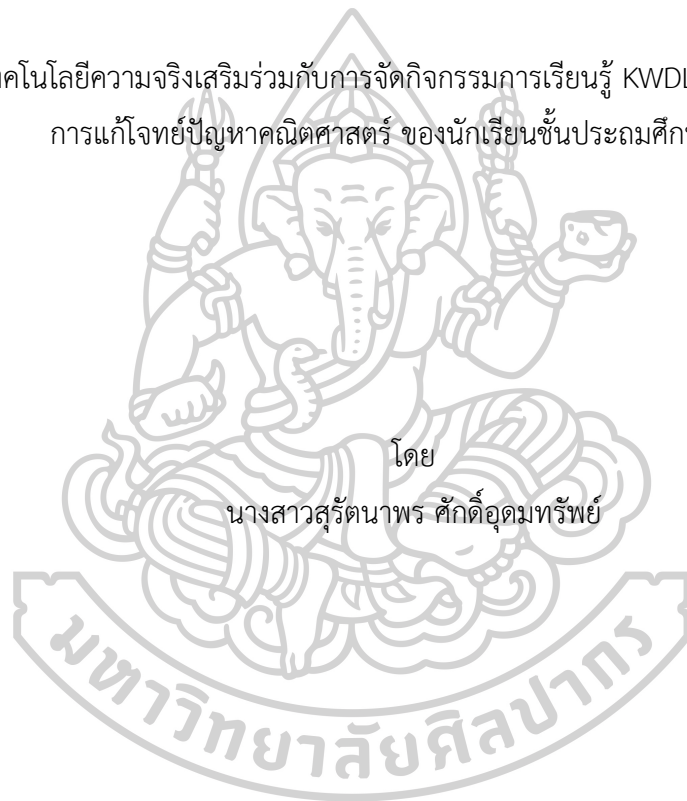 เทคโนโลยีความจริงเสริมร่วมกับการจัดกิจกรรมการเรียนรู้ KWDL
การแก้โจทย์ปัญหาคณิตศาสตร์ ของนักเรียนชั้นประถมศึกษ
โดย
นางสาวสุรัตนาพร ศักดิ์อุดมทรัพย์
มหาวิทยาลัยศิลปากร